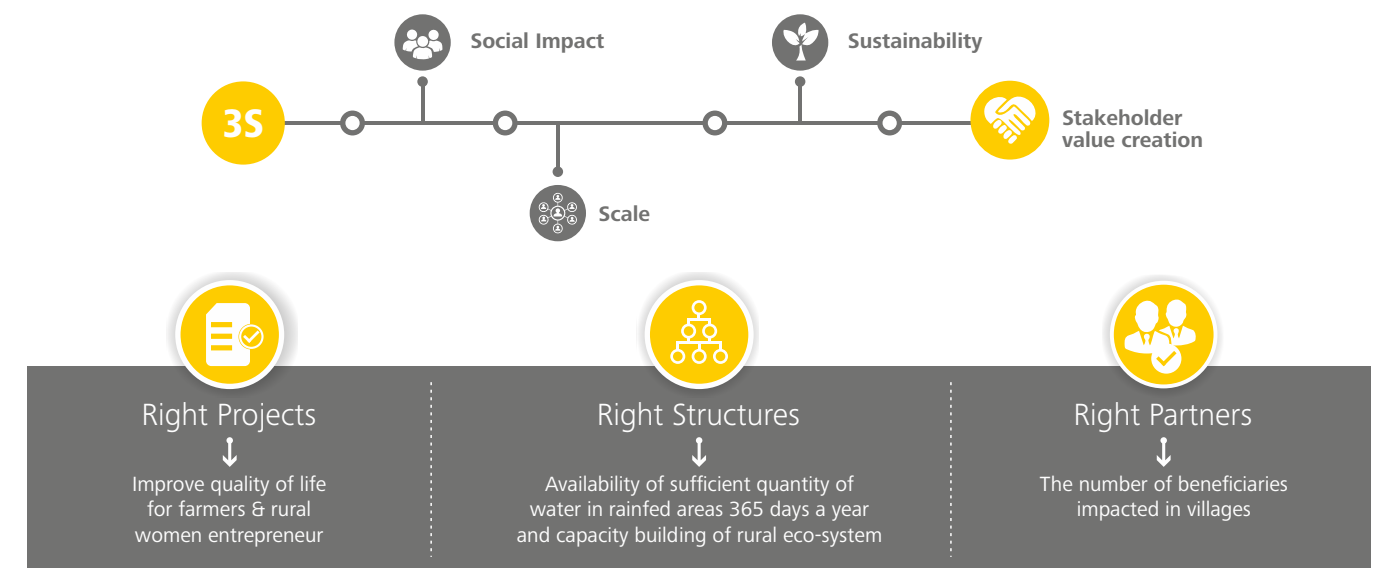 Social Impact
Sustainability
3S
Stakeholder
value creation
Scale
Right Projects
Improve quality of life
for farmers & rural
women entrepreneur
Right Structures
Availability of sufficient quantity of
water in rainfed areas 365 days a year
and capacity building of rural eco-system
Right Partners
The number of beneficiaries
impacted in villages